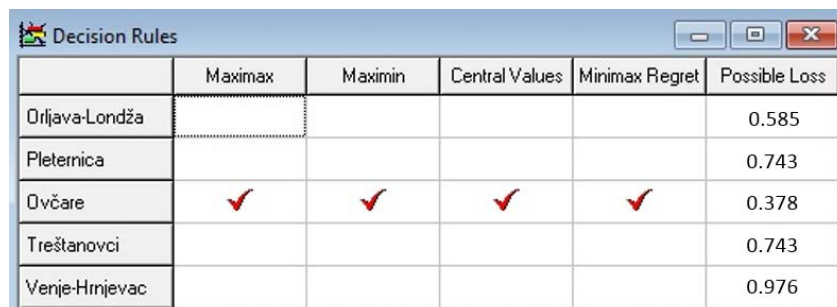 Decision Rules
Maximax Maximin Central Values Minimax Regret Possible Loss
Orljava-Londža 0.585
Pleternica 0.743
Ovčare 0.378
Treštanovci 0.743
Venje-Hrnjevac 0.976